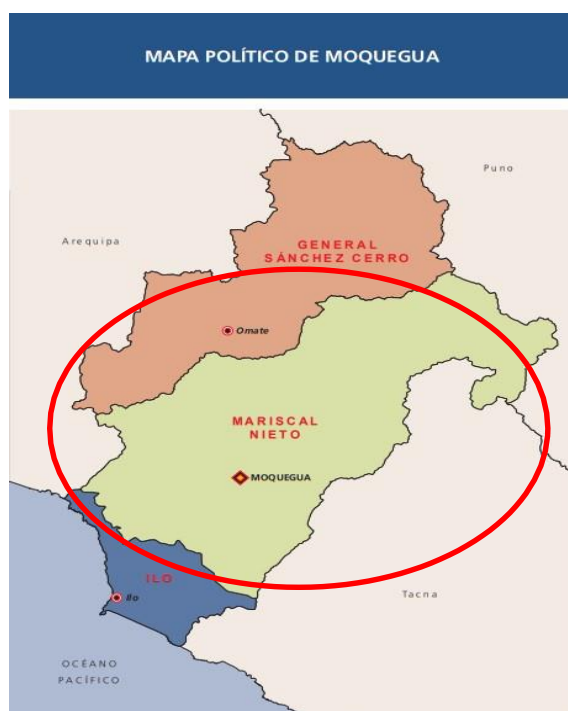 MAPA POLÍTICO DE MOQUEGUA
Puno
Arequipa
GENERAL
SÁNCHEZ CERRO
Omate
MARISCAL
NIETO
MOQUEGUA
ILO
Ilo
Tacna
OCÉANO
PACÍFICO